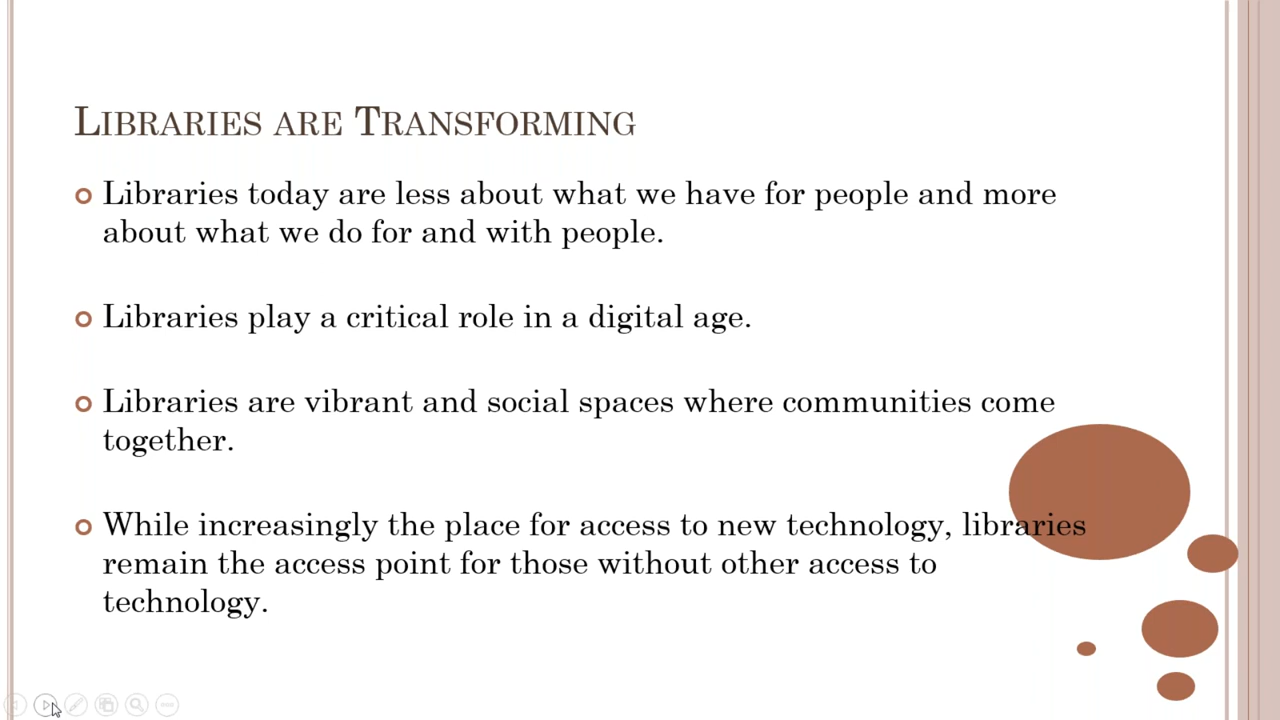 Libraries are Transforming
Libraries today are less about what we have for people and more
about what we do for and with people.
Libraries play a critical role in a digital age.
Libraries are vibrant and social spaces where communities come
together.
While increasingly the place for access to new technology, libraries
remain the access point for those without other access to
technology.